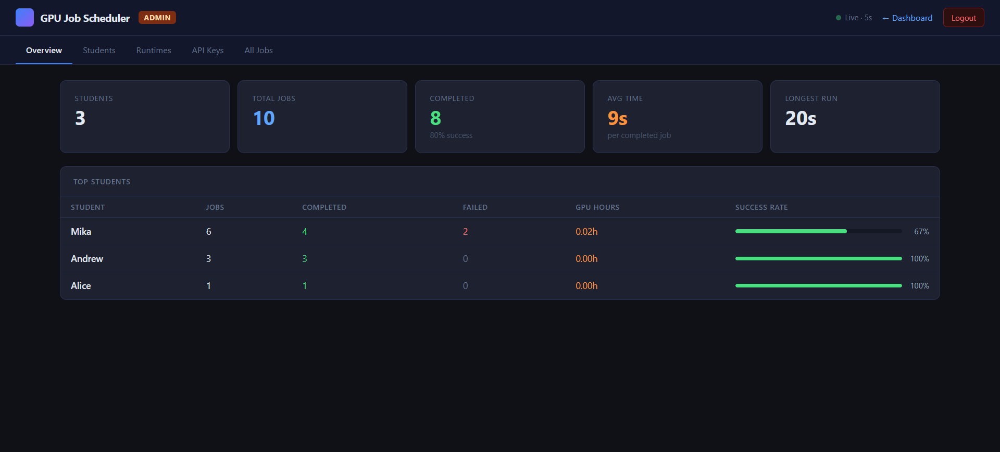 GPU Job Scheduler ADMIN Live · 5s ← Dashboard Logout
Overview Students Runtimes API Keys All Jobs
STUDENTS
3
TOTAL JOBS
10
COMPLETED
8
80% success
AVG TIME
9s
per completed job
LONGEST RUN
20s
TOP STUDENTS
STUDENT JOBS COMPLETED FAILED GPU HOURS SUCCESS RATE
Mika 6 4 2 0.02h 67%
Andrew 3 3 0 0.00h 100%
Alice 1 1 0 0.00h 100%